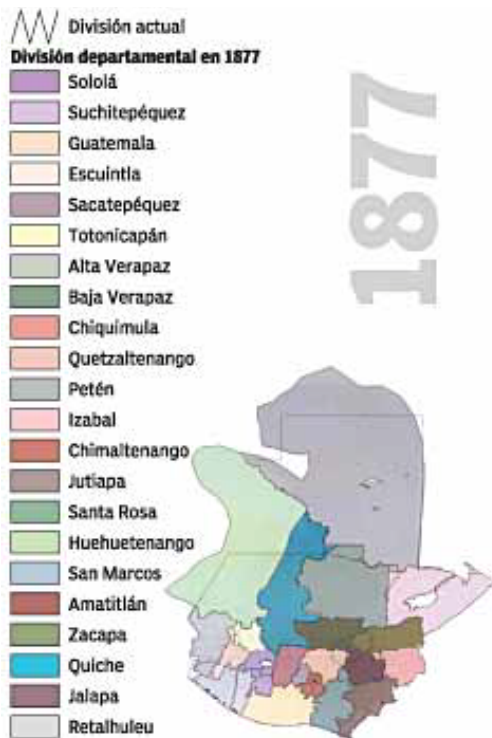 División actual
División departamental en 1877
Sololá
Suchitepéquez
Guatemala
Escuintla
Sacatepéquez
Totonicapán
Alta Verapaz
Baja Verapaz
Chiquimula
Quetzaltenango
Petén
Izabal
Chimaltenango
Jutiapa
Santa Rosa
Huehuetenango
San Marcos
Amatitlán
Zacapa
Quiche
Jalapa
Retalhuleu
1877